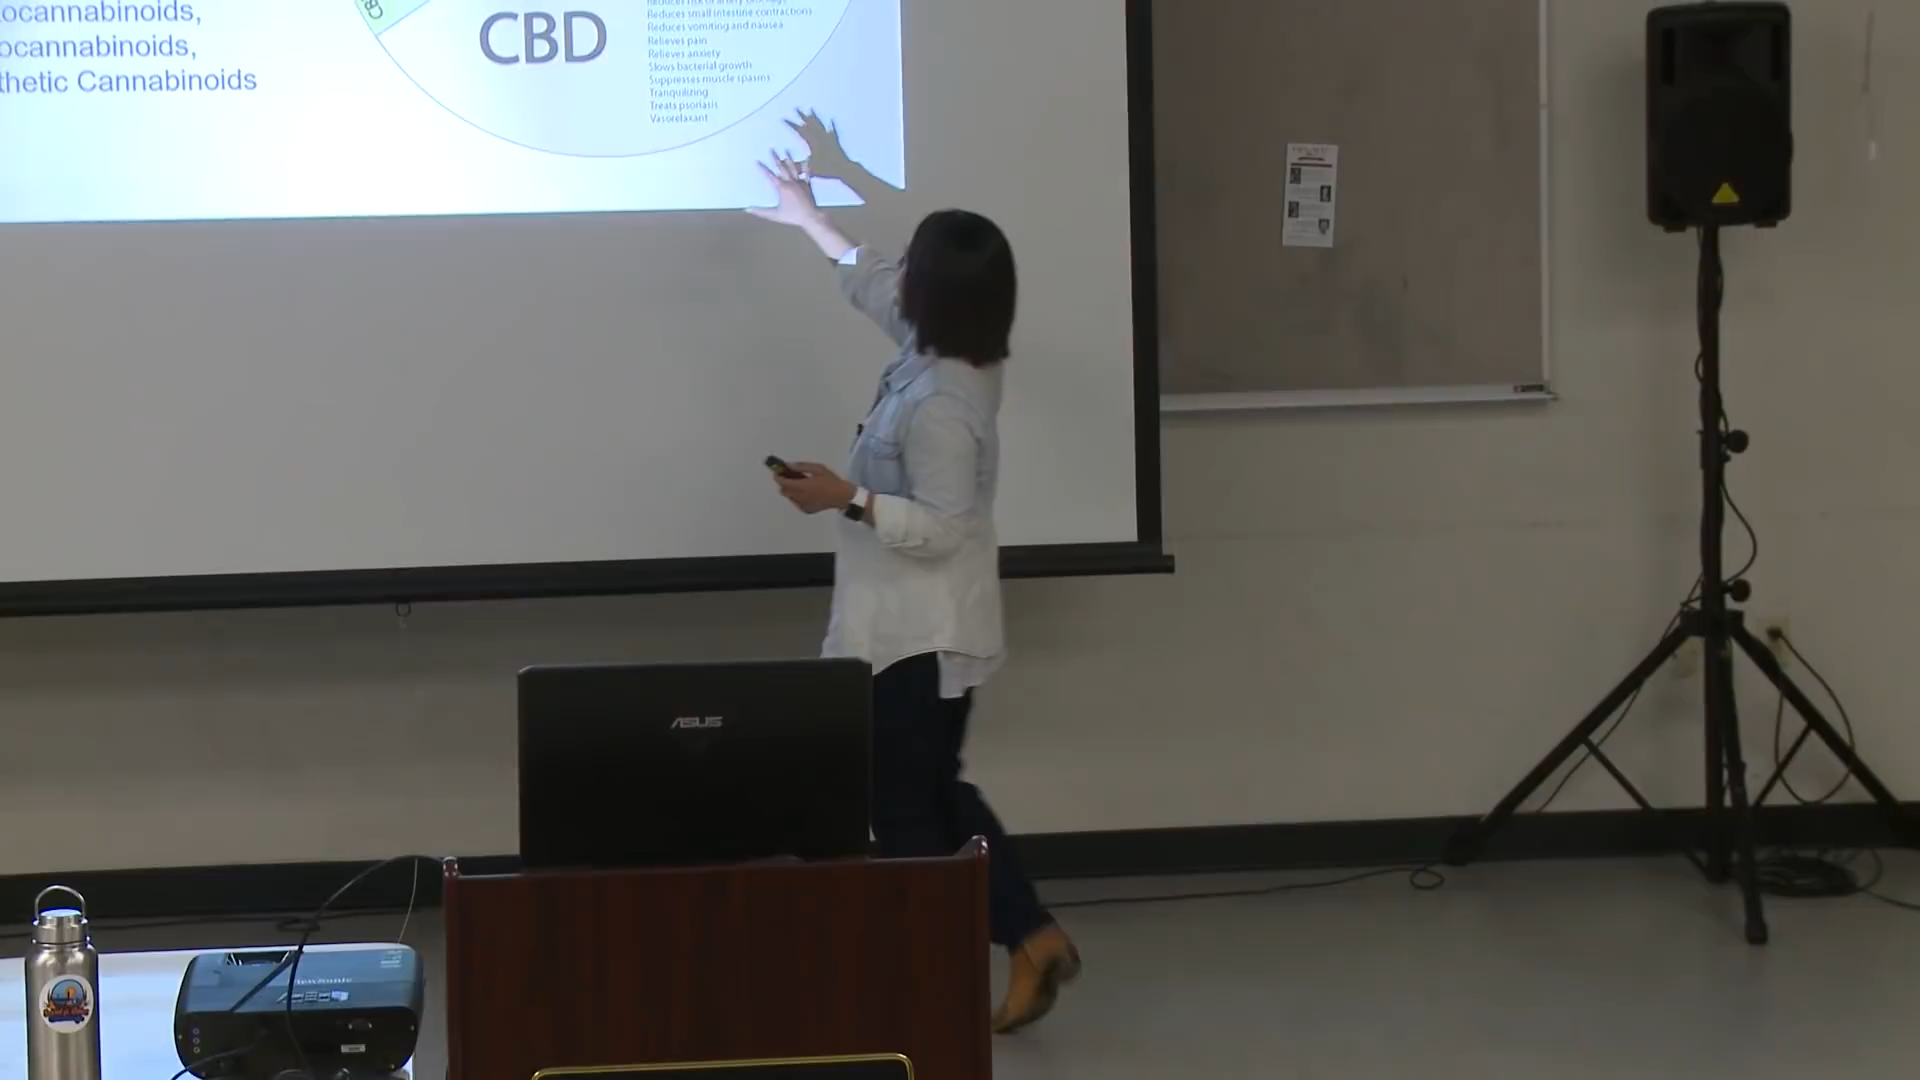 ocannabinoids,
ocannabinoids,
thetic Cannabinoids
CBD
Reduces small intestine contractions
Reduces vomiting and nausea
Relieves pain
Relieves anxiety
Slows bacterial growth
Suppresses muscle spasms
Tranquilizing
Treats psoriasis
Vasorelaxant
ASUS
ViewSonic